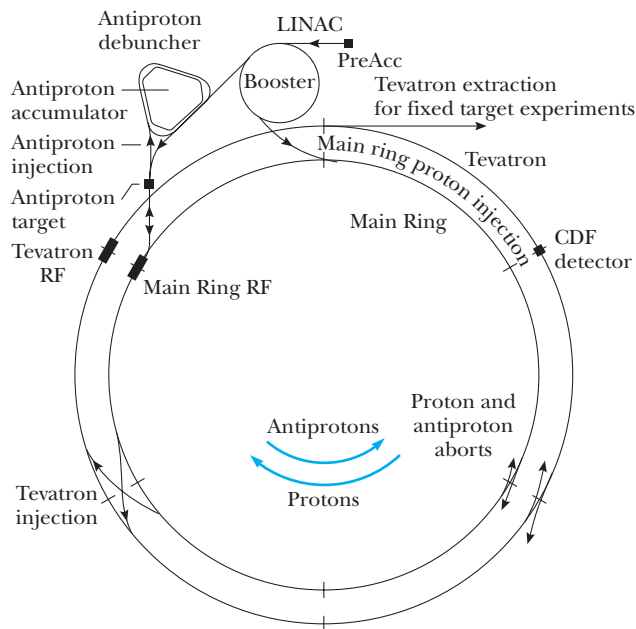 Antiproton
debuncher
LINAC
PreAcc
Booster
Antiproton
accumulator
Tevatron extraction
for fixed target experiments
Antiproton
injection
Main ring proton injection
Tevatron
Antiproton
target
Main Ring
Tevatron
RF
CDF
detector
Main Ring RF
Antiprotons
Protons
Proton and
antiproton
aborts
Tevatron
injection